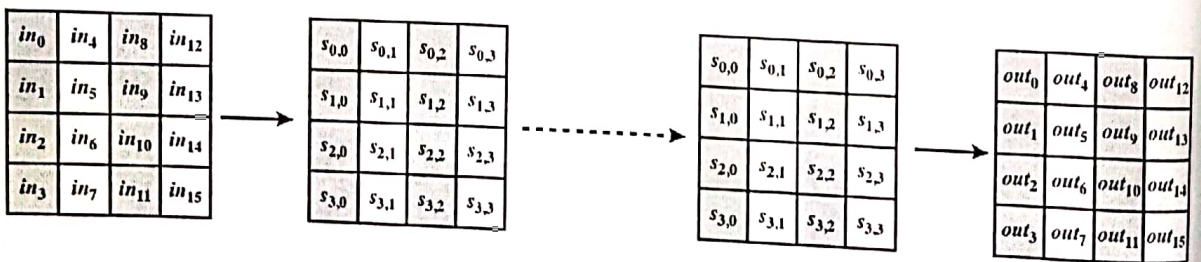 in0 in4 in8 in12
in1 in5 in9 in13
in2 in6 in10 in14
in3 in7 in11 in15
s0,0 s0,1 s0,2 s0,3
s1,0 s1,1 s1,2 s1,3
s2,0 s2,1 s2,2 s2,3
s3,0 s3,1 s3,2 s3,3
s0,0 s0,1 s0,2 s0,3
s1,0 s1,1 s1,2 s1,3
s2,0 s2,1 s2,2 s2,3
s3,0 s3,1 s3,2 s3,3
out0 out4 out8 out12
out1 out5 out9 out13
out2 out6 out10 out14
out3 out7 out11 out15